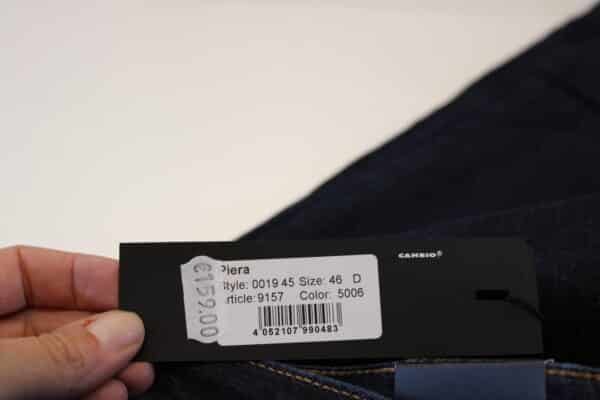 CAMBIO®
€159.00
Piera
Style: 0019 45 Size: 46 D
Article: 9157 Color: 5006
4 052107 990483